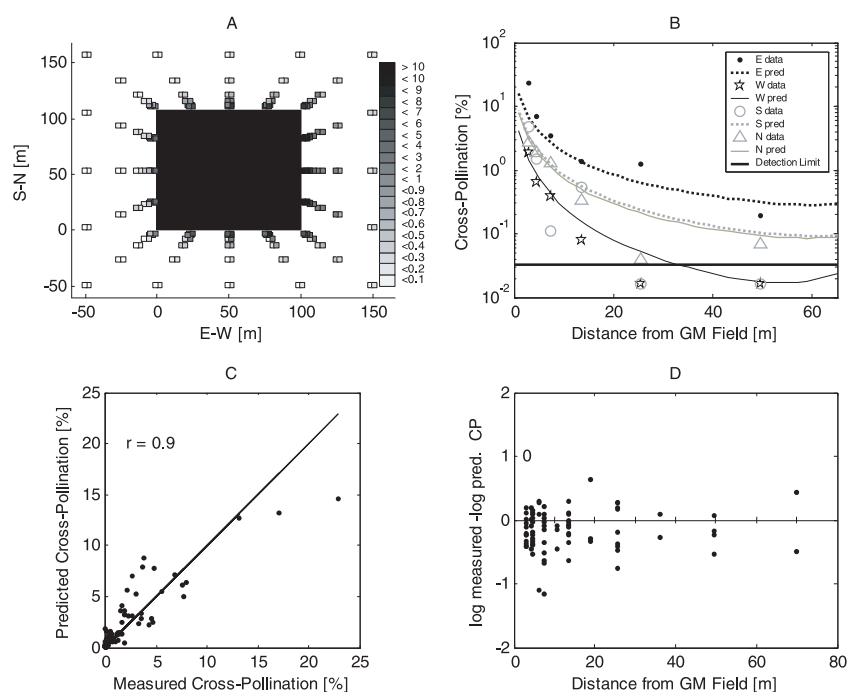 A
S-N [m]
150
100
50
0
-50
-50 0 50 100 150
E-W [m]
> 10
< 10
< 9
< 8
< 7
< 6
< 5
< 4
< 3
< 2
< 1
<0.9
<0.8
<0.7
<0.6
<0.5
<0.4
<0.3
<0.2
<0.1
B
Cross-Pollination [%]
10^2
10^1
10^0
10^-1
10^-2
0 20 40 60
Distance from GM Field [m]
E data
E pred
W data
W pred
S data
S pred
N data
N pred
Detection Limit
C
Predicted Cross-Pollination [%]
25
20
15
10
5
0
0 5 10 15 20 25
Measured Cross-Pollination [%]
r = 0.9
D
log measured -log pred. CP
2
1
0
-1
-2
0 20 40 60 80
Distance from GM Field [m]
0